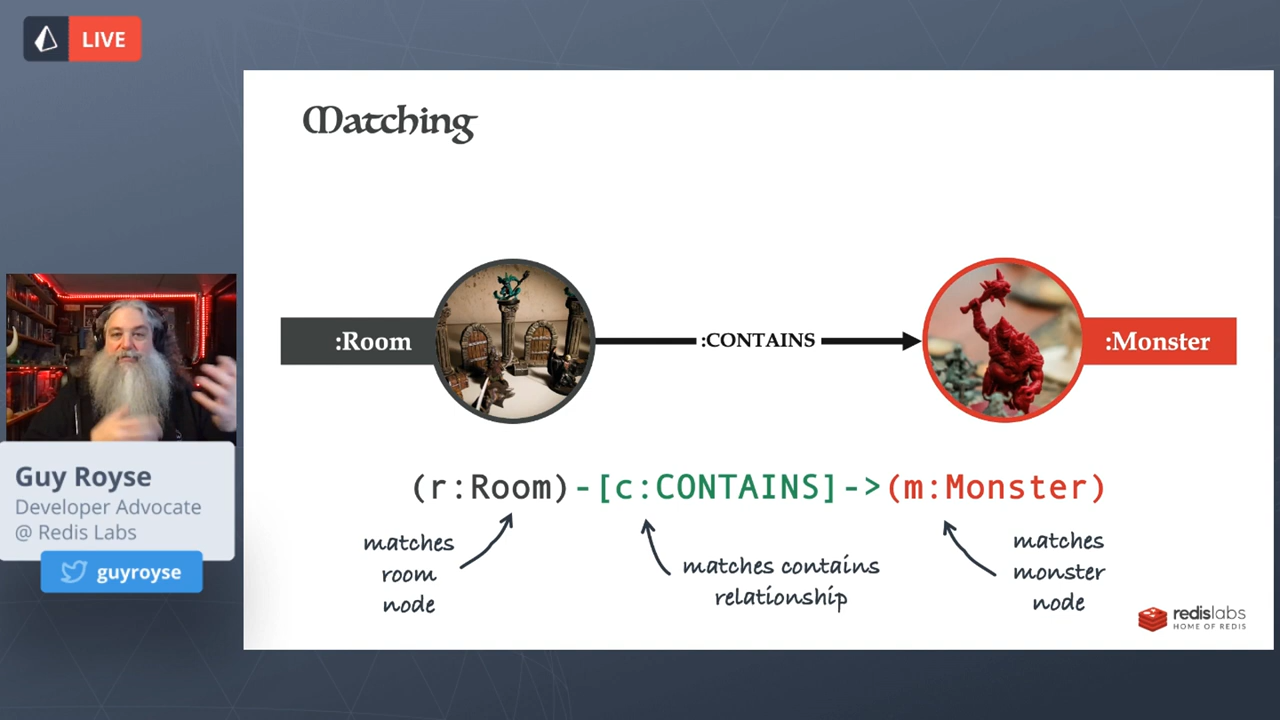 LIVE
Matching
:Room
:CONTAINS
:Monster
(r:Room)-[c:CONTAINS]->(m:Monster)
matches
room
node
matches contains
relationship
matches
monster
node
redislabs
HOME OF REDIS
Guy Royse
Developer Advocate
@ Redis Labs
guyroyse